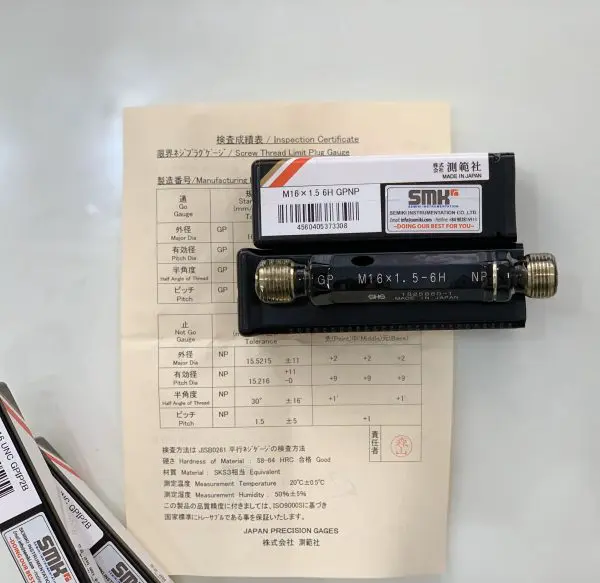 検査成績表 / Inspection Certificate
限界ネジプラグゲージ / Screw Thread Limit Plug Gauge
製造番号/Manufacturing
通
Go
Gauge
外径 GP
Major Dia
有効径 GP
Pitch Dia
半角度 GP
Half Angle of Thread
ピッチ GP
Pitch
株式会社 測範社
MADE IN JAPAN
M16×1.5 6H GPNP
4560405373308
SMK
SEMIKI INSTRUMENTATION CO.,LTD
~DOING OUR BEST FOR YOU~
GP M16×1.5-6H NP
MADE IN JAPAN
止
Not Go
Gauge
Tolerance
外径 NP 15.5215 ±11 +2 +2 +2
Major Dia
有効径 NP 15.216 +11 -0 +9 +9 +9
Pitch Dia
半角度 NP 30° ±16' +1' +1'
Half Angle of Thread
ピッチ NP 1.5 ±5 +1
Pitch
検査方法は JISB0261 平行ネジゲージの検査方法
硬さ Hardness of Material : 58-64 HRC 合格 Good
材質 Material : SKS3相当 Equivalent
測定温度 Measurement Temperature : 20℃±0.5℃
測定湿度 Measurement Humidity : 50%±5%
この製品の品質精度に付きましては、ISO9000Sに基づき
国家標準にトレーサブルである事を保証いたします。
責任者
森山
JAPAN PRECISION GAGES
株式会社 測範社
UNC GPIP2B
SMK
UNC GPIP2B
SMK